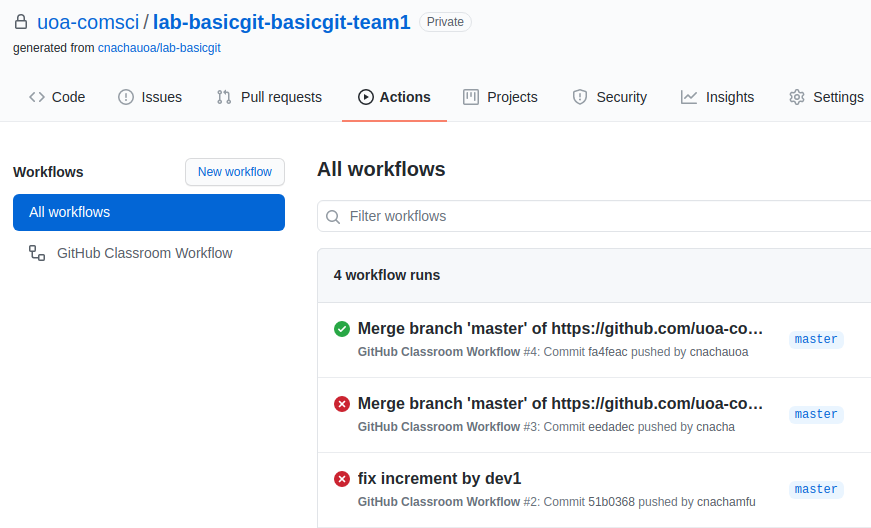 uoa-comsci / lab-basicgit-basicgit-team1 Private
generated from cnachauoa/lab-basicgit
Code Issues Pull requests Actions Projects Security Insights Settings
Workflows
New workflow
All workflows
GitHub Classroom Workflow
All workflows
Filter workflows
4 workflow runs
Merge branch 'master' of https://github.com/uoa-co...
GitHub Classroom Workflow #4: Commit fa4feac pushed by cnachauoa
master
Merge branch 'master' of https://github.com/uoa-co...
GitHub Classroom Workflow #3: Commit eedadec pushed by cnacha
master
fix increment by dev1
GitHub Classroom Workflow #2: Commit 51b0368 pushed by cnachamfu
master